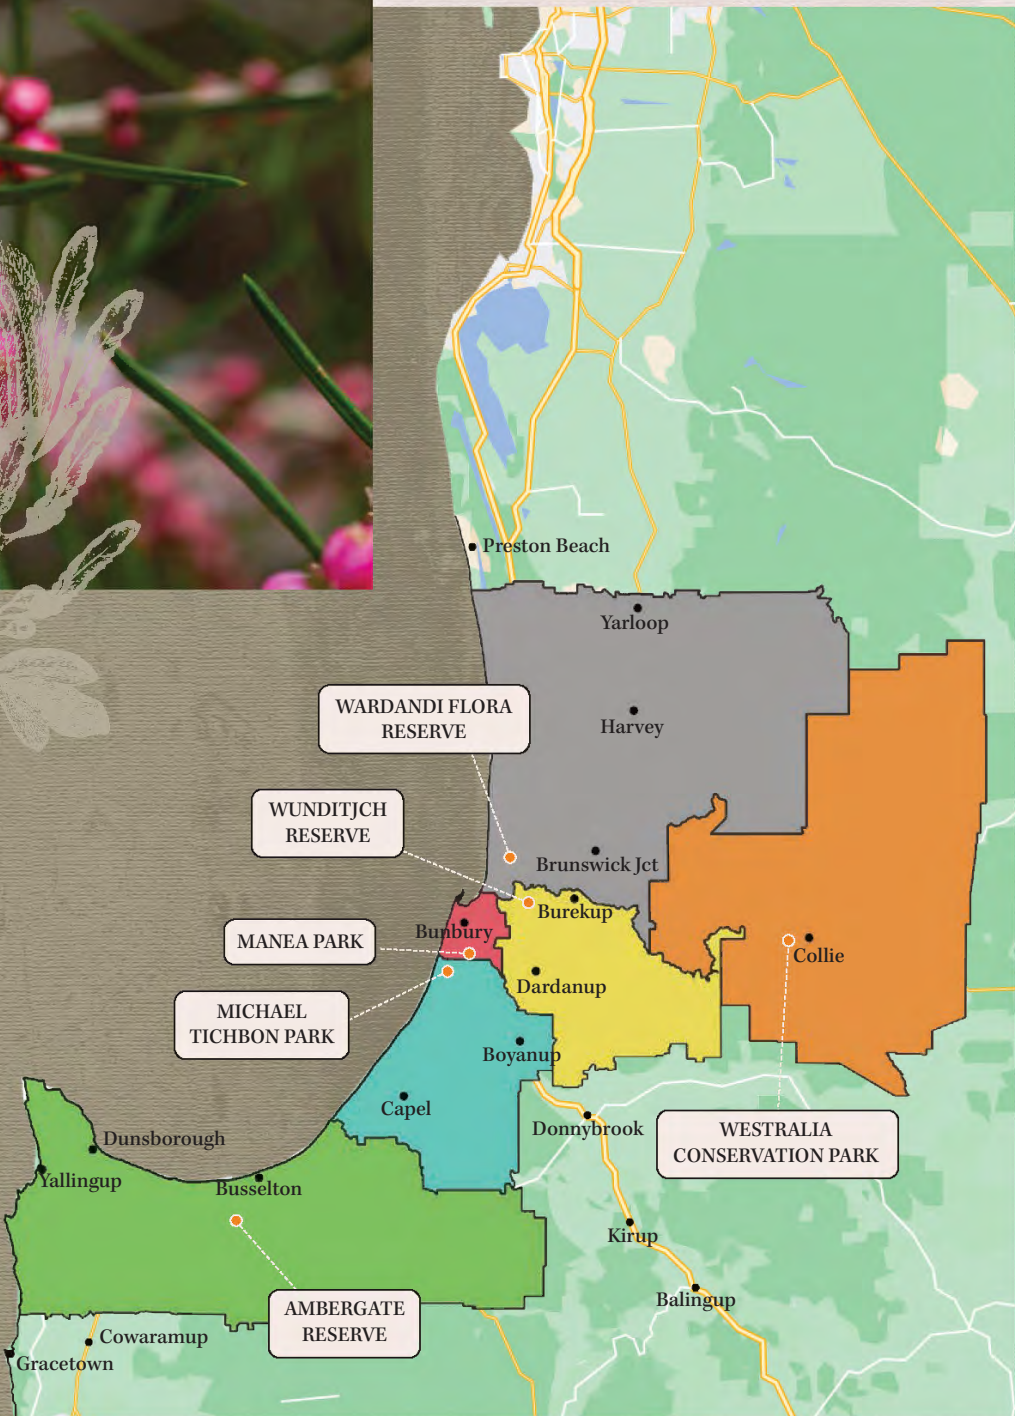 Preston Beach
Yarloop
WARDANDI FLORA
RESERVE
Harvey
WUNDITJCH
RESERVE
Brunswick Jct
Burekup
Bunbury
MANEA PARK
Collie
Dardanup
MICHAEL
TICHBON PARK
Boyanup
Capel
Donnybrook
WESTRALIA
CONSERVATION PARK
Dunsborough
Yallingup
Busselton
Kirup
Balingup
AMBERGATE
RESERVE
Cowaramup
Gracetown